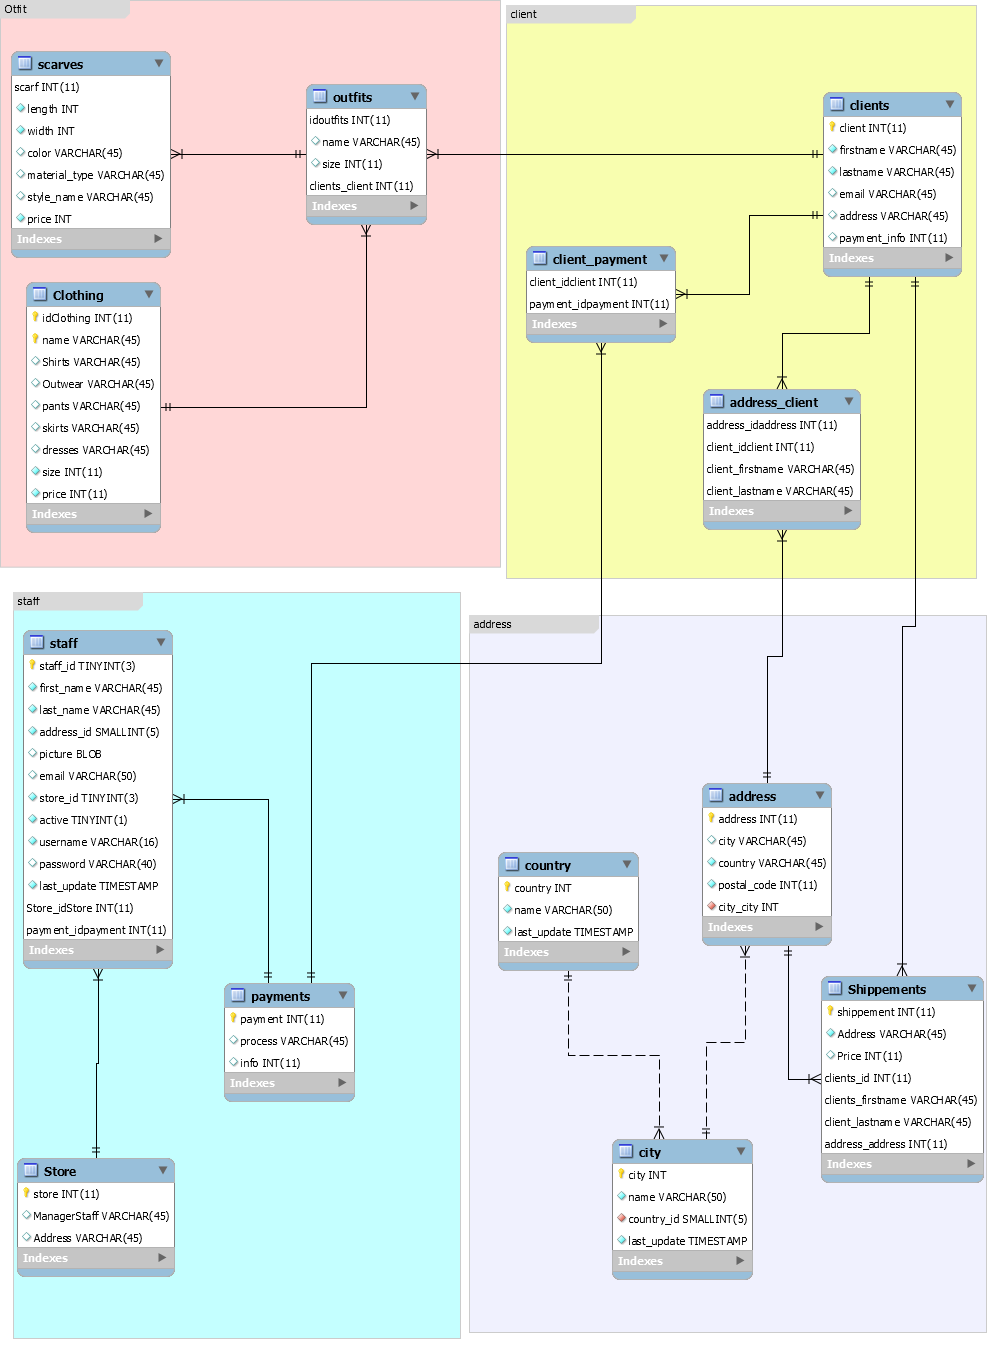 Otfit
scarves
scarf INT(11)
length INT
width INT
color VARCHAR(45)
material_type VARCHAR(45)
style_name VARCHAR(45)
price INT
Indexes
outfits
idoutfits INT(11)
name VARCHAR(45)
size INT(11)
clients_client INT(11)
Indexes
Clothing
idClothing INT(11)
name VARCHAR(45)
Shirts VARCHAR(45)
Outwear VARCHAR(45)
pants VARCHAR(45)
skirts VARCHAR(45)
dresses VARCHAR(45)
size INT(11)
price INT(11)
Indexes
client
clients
client INT(11)
firstname VARCHAR(45)
lastname VARCHAR(45)
email VARCHAR(45)
address VARCHAR(45)
payment_info INT(11)
Indexes
client_payment
client_idclient INT(11)
payment_idpayment INT(11)
Indexes
address_client
address_idaddress INT(11)
client_idclient INT(11)
client_firstname VARCHAR(45)
client_lastname VARCHAR(45)
Indexes
staff
staff
staff_id TINYINT(3)
first_name VARCHAR(45)
last_name VARCHAR(45)
address_id SMALLINT(5)
picture BLOB
email VARCHAR(50)
store_id TINYINT(3)
active TINYINT(1)
username VARCHAR(16)
password VARCHAR(40)
last_update TIMESTAMP
Store_idStore INT(11)
payment_idpayment INT(11)
Indexes
payments
payment INT(11)
process VARCHAR(45)
info INT(11)
Indexes
Store
store INT(11)
ManagerStaff VARCHAR(45)
Address VARCHAR(45)
Indexes
address
address
address INT(11)
city VARCHAR(45)
country VARCHAR(45)
postal_code INT(11)
city_city INT
Indexes
country
country INT
name VARCHAR(50)
last_update TIMESTAMP
Indexes
Shippements
shippement INT(11)
Address VARCHAR(45)
Price INT(11)
clients_id INT(11)
clients_firstname VARCHAR(45)
client_lastname VARCHAR(45)
address_address INT(11)
Indexes
city
city INT
name VARCHAR(50)
country_id SMALLINT(5)
last_update TIMESTAMP
Indexes